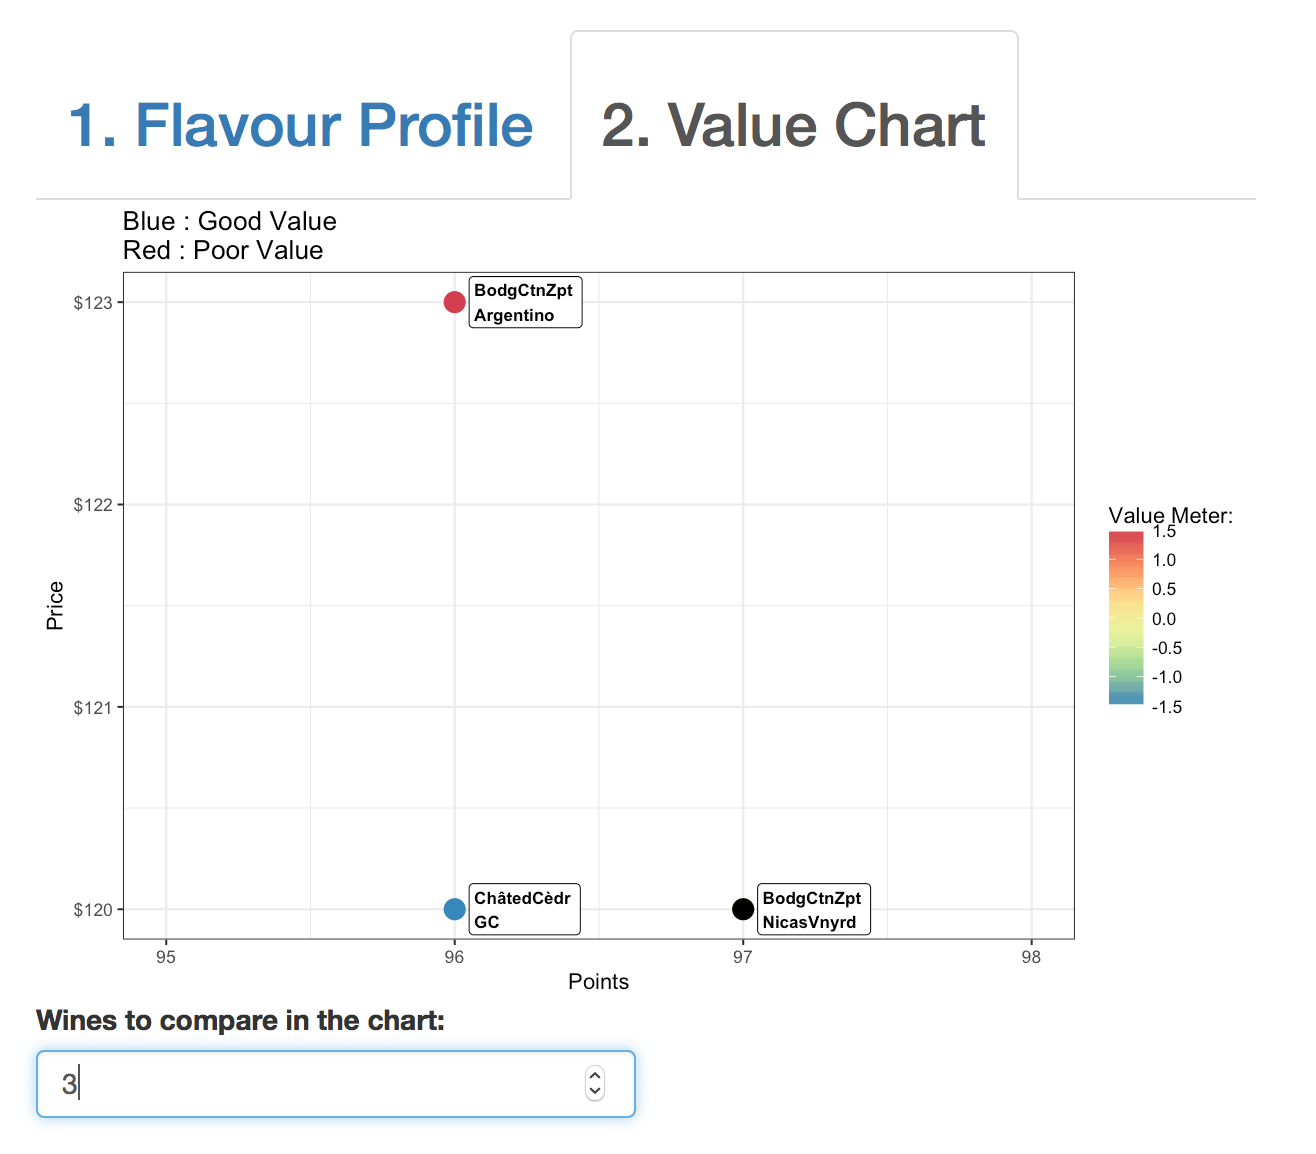 1. Flavour Profile
2. Value Chart
Blue : Good Value
Red : Poor Value
$123
$122
$121
$120
Price
BodgCtnZpt
Argentino
ChâtedCèdr
GC
BodgCtnZpt
NicasVnyrd
95
96
97
98
Points
Value Meter:
1.5
1.0
0.5
0.0
-0.5
-1.0
-1.5
Wines to compare in the chart:
3